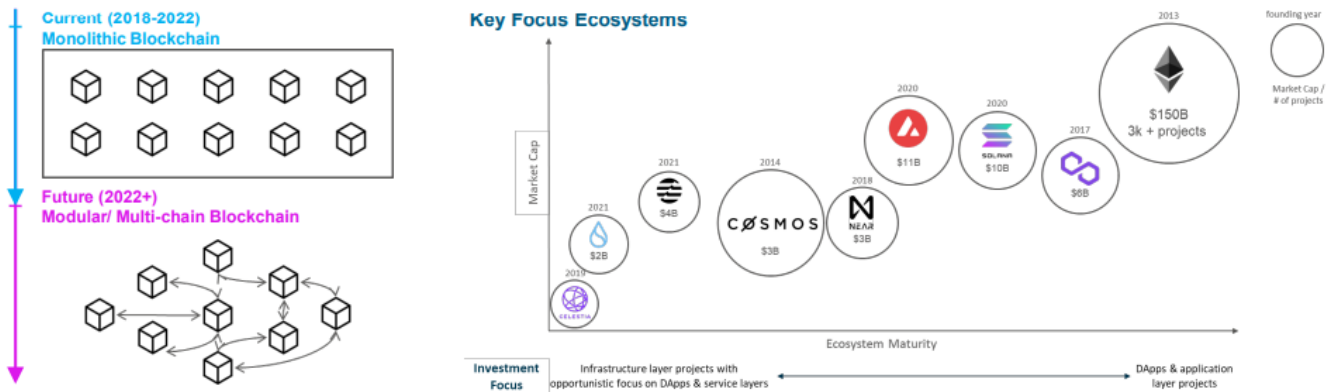 Current (2018-2022)
Monolithic Blockchain
Future (2022+)
Modular/ Multi-chain Blockchain
Key Focus Ecosystems
founding year
Market Cap /
# of projects
Market Cap
2019
CELESTIA
2021
$2B
2021
$4B
2014
COSMOS
$3B
2018
NEAR
$3B
2020
$11B
2020
SOLANA
$10B
2017
$6B
2013
$150B
3k + projects
Ecosystem Maturity
Investment
Focus
Infrastructure layer projects with
opportunistic focus on DApps & service layers
DApps & application
layer projects